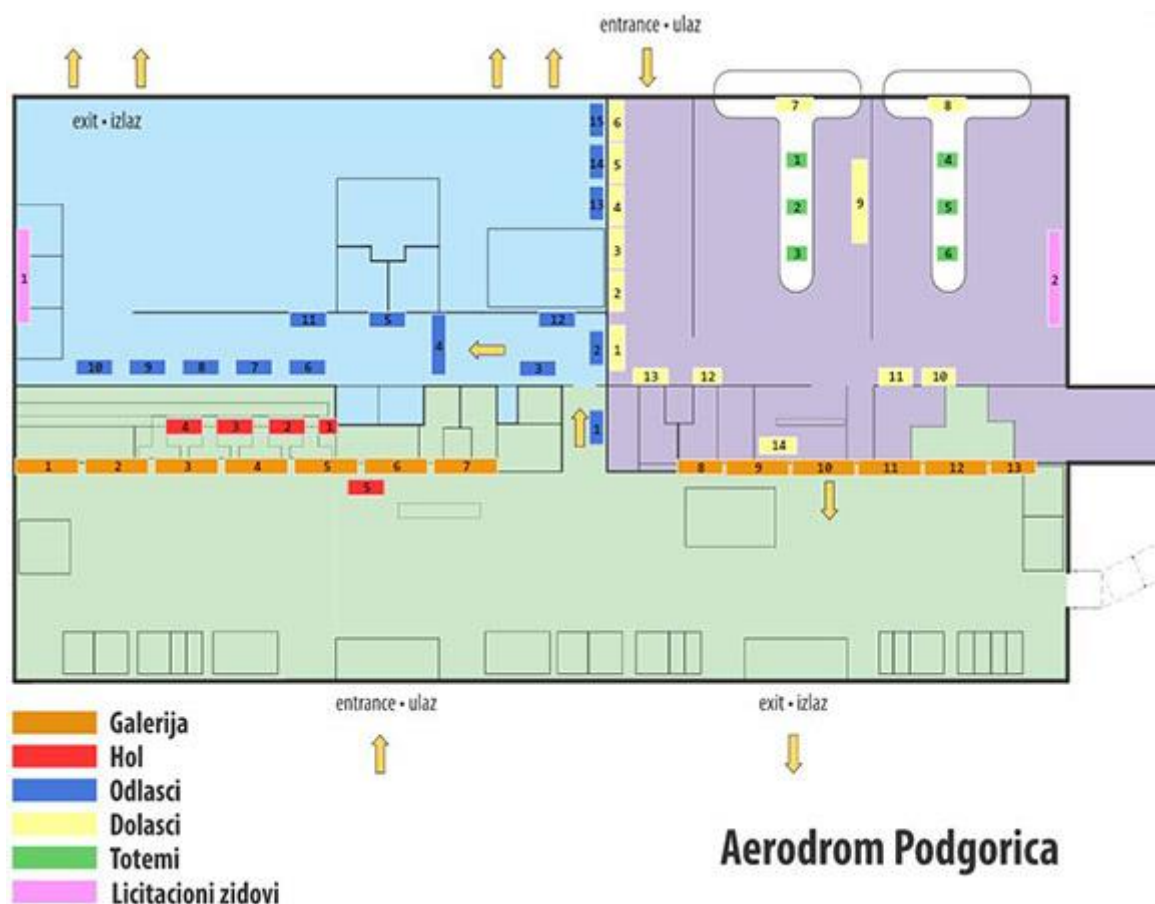 entrance • ulaz
exit • izlaz
7 8
15 6
14 5 1 4
13 4 2 9 5
3 3 6
1 2 2
11 5 12
4 2 1
10 9 8 7 6 3
13 12 11 10
4 3 2 1 1
14
1 2 3 4 5 6 7 8 9 10 11 12 13
5
entrance • ulaz
exit • izlaz
Galerija
Hol
Odlasci
Dolasci
Totemi
Licitacioni zidovi
Aerodrom Podgorica